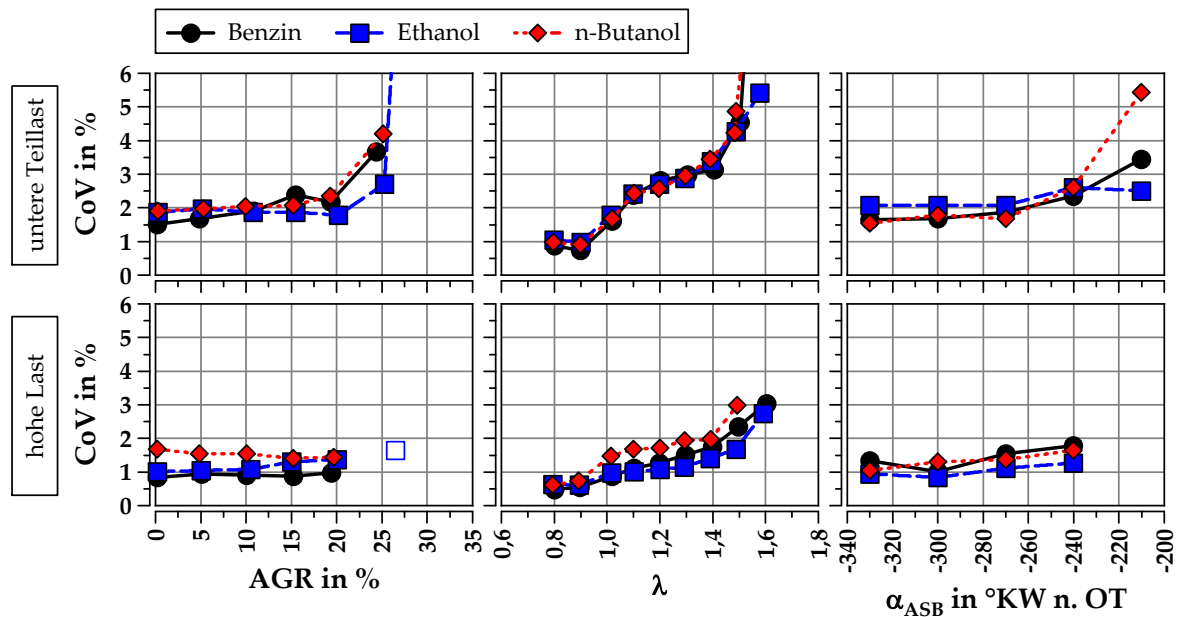 Benzin Ethanol n-Butanol
untere Teillast
CoV in %
6
5
4
3
2
1
0
hohe Last
CoV in %
6
5
4
3
2
1
0
0 5 10 15 20 25 30 35
0,6 0,8 1,0 1,2 1,4 1,6 1,8
-340 -320 -300 -280 -260 -240 -220 -200
AGR in %
λ
αASB in °KW n. OT